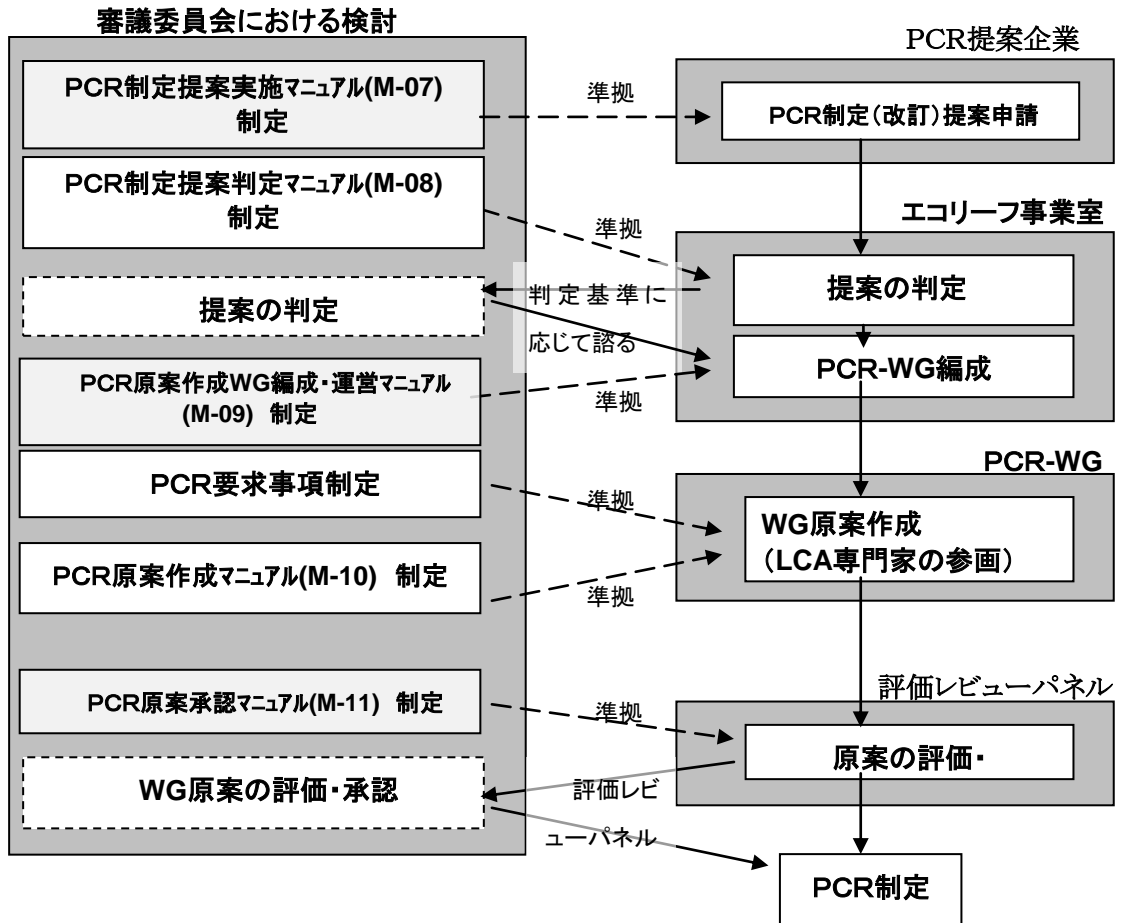 審議委員会における検討
PCR制定提案実施マニュアル(M-07)
制定
PCR制定提案判定マニュアル(M-08)
制定
提案の判定
PCR原案作成WG編成・運営マニュアル
(M-09) 制定
PCR要求事項制定
PCR原案作成マニュアル(M-10) 制定
PCR原案承認マニュアル(M-11) 制定
WG原案の評価・承認
準拠
準拠
判定基準に
応じて諮る
準拠
準拠
準拠
準拠
評価レビ
ューパネル
PCR提案企業
PCR制定(改訂)提案申請
エコリーフ事業室
提案の判定
PCR-WG編成
PCR-WG
WG原案作成
(LCA専門家の参画)
評価レビューパネル
原案の評価・
PCR制定